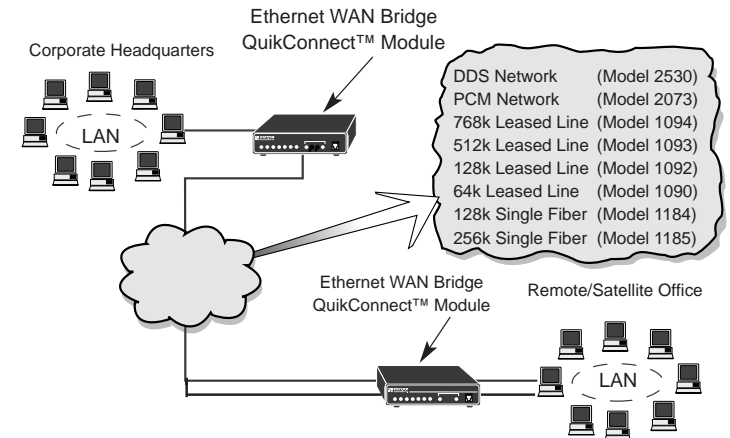 Ethernet WAN Bridge
QuikConnect™ Module
Corporate Headquarters
LAN
DDS Network (Model 2530)
PCM Network (Model 2073)
768k Leased Line (Model 1094)
512k Leased Line (Model 1093)
128k Leased Line (Model 1092)
64k Leased Line (Model 1090)
128k Single Fiber (Model 1184)
256k Single Fiber (Model 1185)
Ethernet WAN Bridge
QuikConnect™ Module
Remote/Satellite Office
LAN